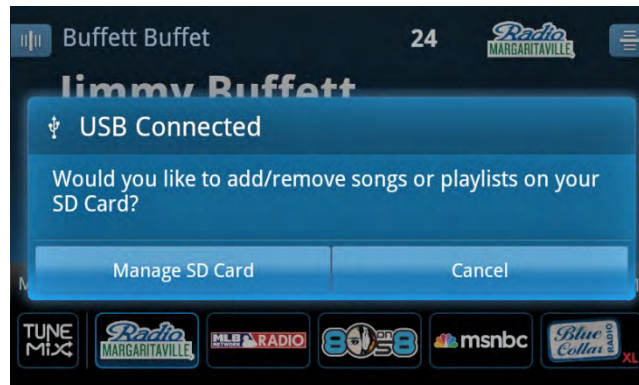 Buffett Buffet
24
Radio
MARGARITAVILLE
Jimmy Buffett
USB Connected
Would you like to add/remove songs or playlists on your
SD Card?
Manage SD Card
Cancel
TUNE
MIX
Radio
MARGARITAVILLE
MLB NETWORK RADIO
80s on 8
msnbc
Blue
Collar
RADIO
XL